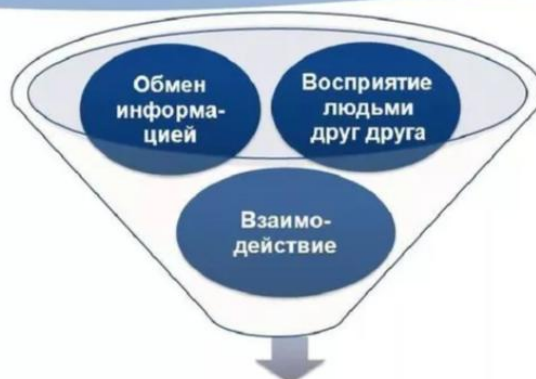 Обмен
информа-
цией
Восприятие
людьми
друг друга
Взаимо-
действие